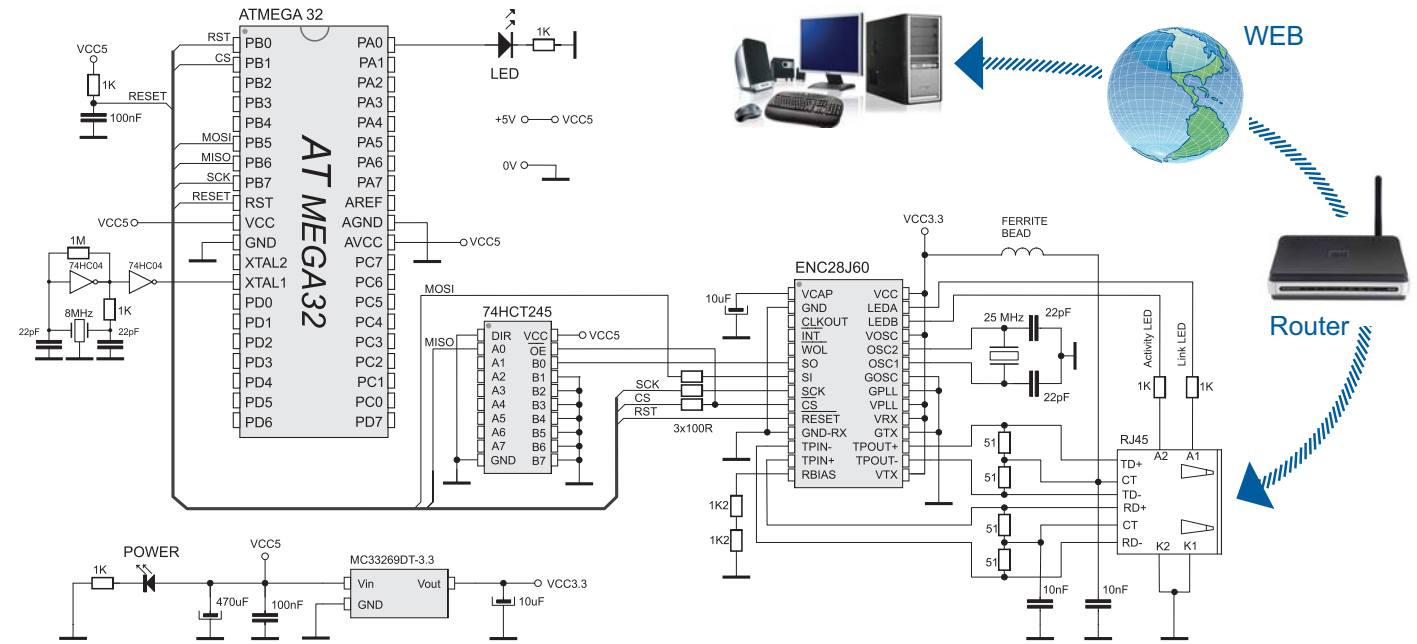 ATMEGA 32
RST PB0 PA0
CS PB1 PA1
PB2 PA2
PB3 PA3
PB4 PA4
MOSI PB5 PA5
MISO PB6 PA6
SCK PB7 PA7
RESET RST AREF
VCC5 VCC AGND
GND AVCC VCC5
XTAL2 PC7
XTAL1 PC6
PD0 PC5
PD1 PC4
PD2 PC3
PD3 PC2
PD4 PC1
PD5 PC0
PD6 PD7
AT MEGA32
VCC5
1K
RESET
100nF
1K
LED
+5V VCC5
0V
WEB
Router
1M
74HC04
74HC04
1K
8MHz
22pF
22pF
MOSI
MISO
74HCT245
DIR VCC VCC5
A0 OE
A1 B0
A2 B1
A3 B2
A4 B3
A5 B4
A6 B5
A7 B6
GND B7
SCK
CS
RST
3x100R
VCC3.3
FERRITE
BEAD
ENC28J60
10uF
VCAP VCC
GND LEDA
CLKOUT LEDB
INT VOSC
WOL OSC2
SO OSC1
SI GOSC
SCK GPLL
CS VPLL
RESET VRX
GND-RX GTX
TPIN- TPOUT+
TPIN+ TPOUT-
RBIAS VTX
25 MHz
22pF
22pF
Activity LED
Link LED
1K
1K
1K2
1K2
51
51
51
51
RJ45
A2 A1
TD+
CT
TD-
RD+
CT
RD-
K2 K1
10nF
10nF
POWER
1K
VCC5
470uF
100nF
MC33269DT-3.3
Vin Vout
GND
VCC3.3
10uF